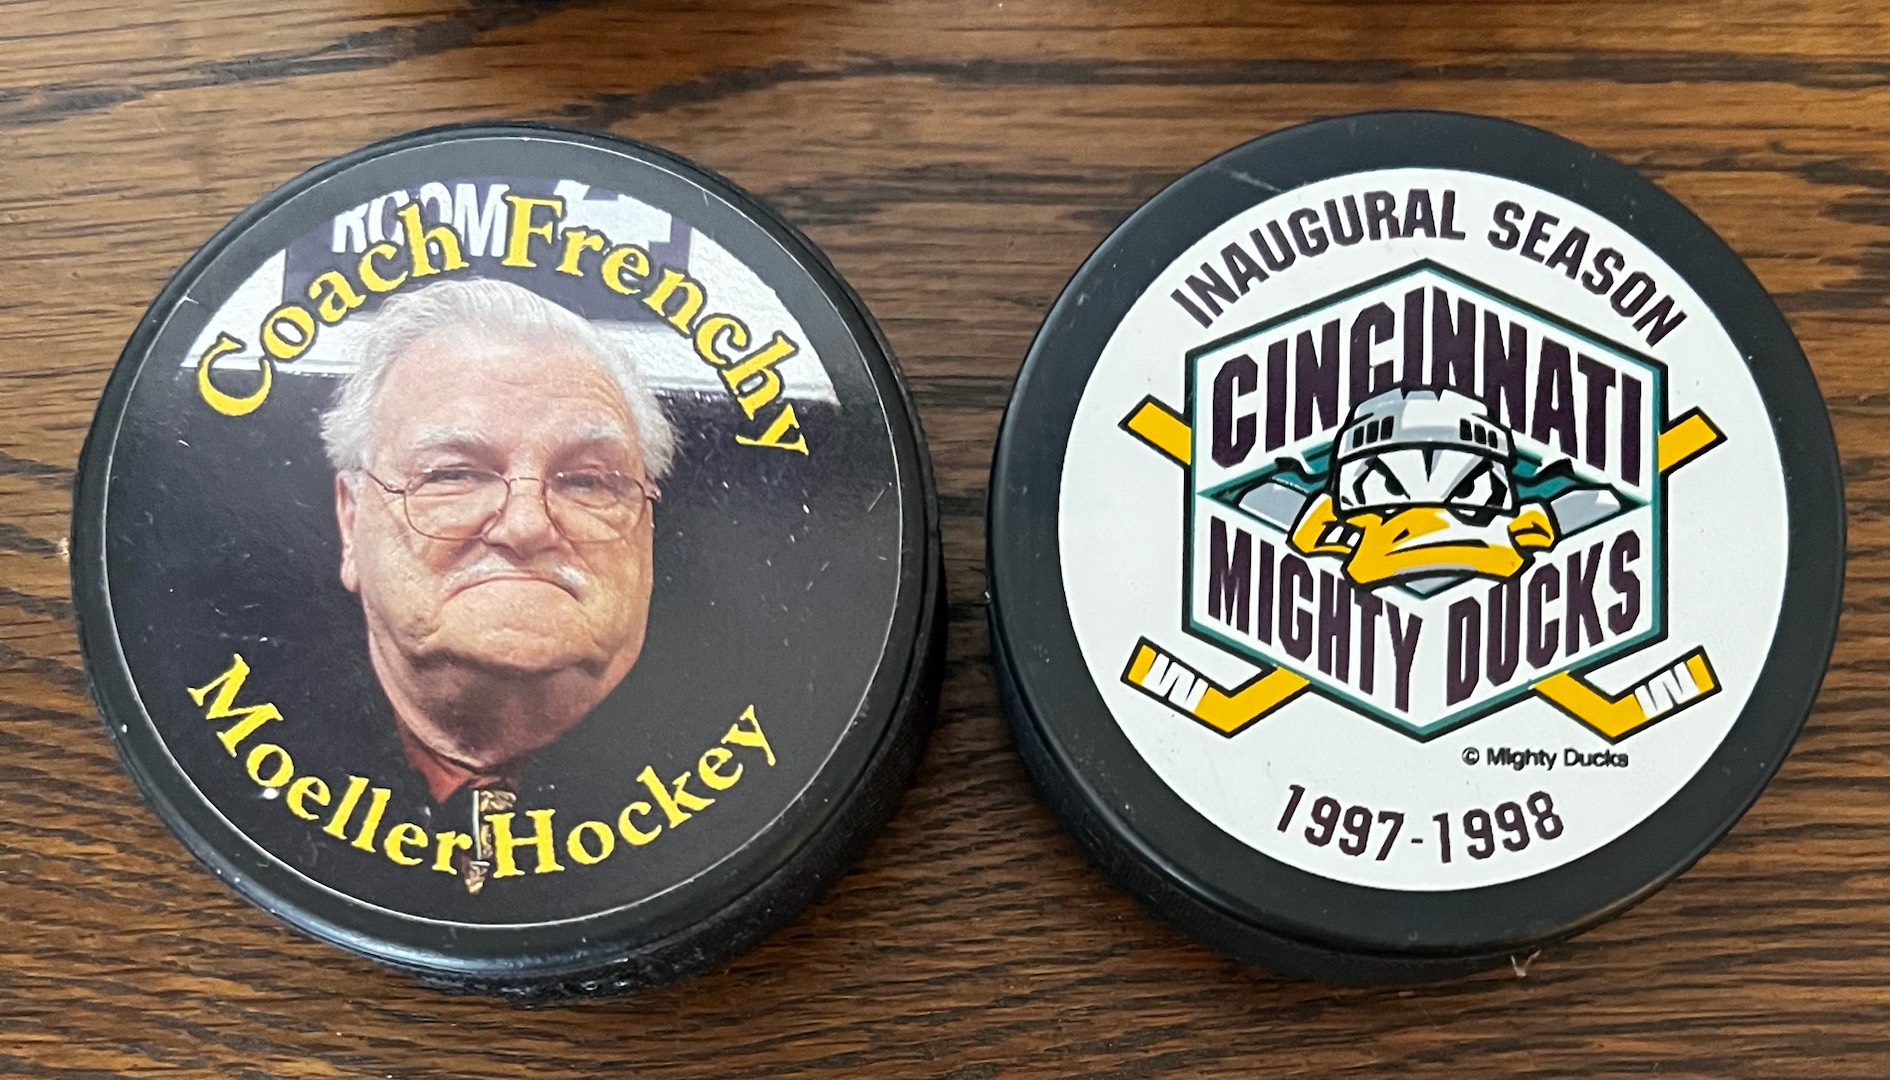 Coach Frenchy
Moeller Hockey
INAUGURAL SEASON
CINCINNATI
MIGHTY DUCKS
© Mighty Ducks
1997-1998